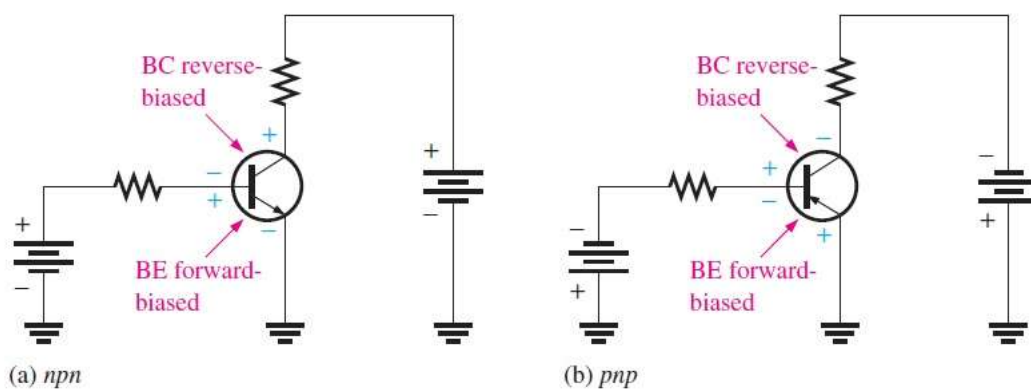 BC reverse-
biased
+
−
+
−
BE forward-
biased
+
−
+
−
(a) npn
BC reverse-
biased
−
+
−
+
BE forward-
biased
−
+
−
+
(b) pnp